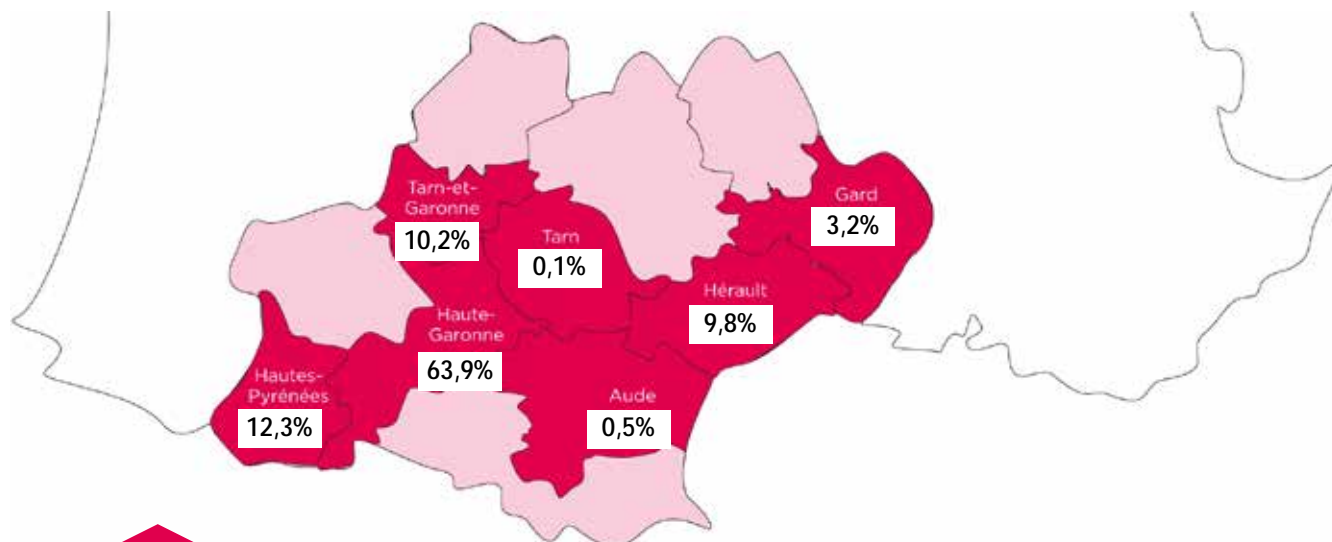 Tarn-et-
Garonne
10,2%
Tarn
0,1%
Gard
3,2%
Hérault
9,8%
Haute-
Garonne
63,9%
Hautes-
Pyrénées
12,3%
Aude
0,5%